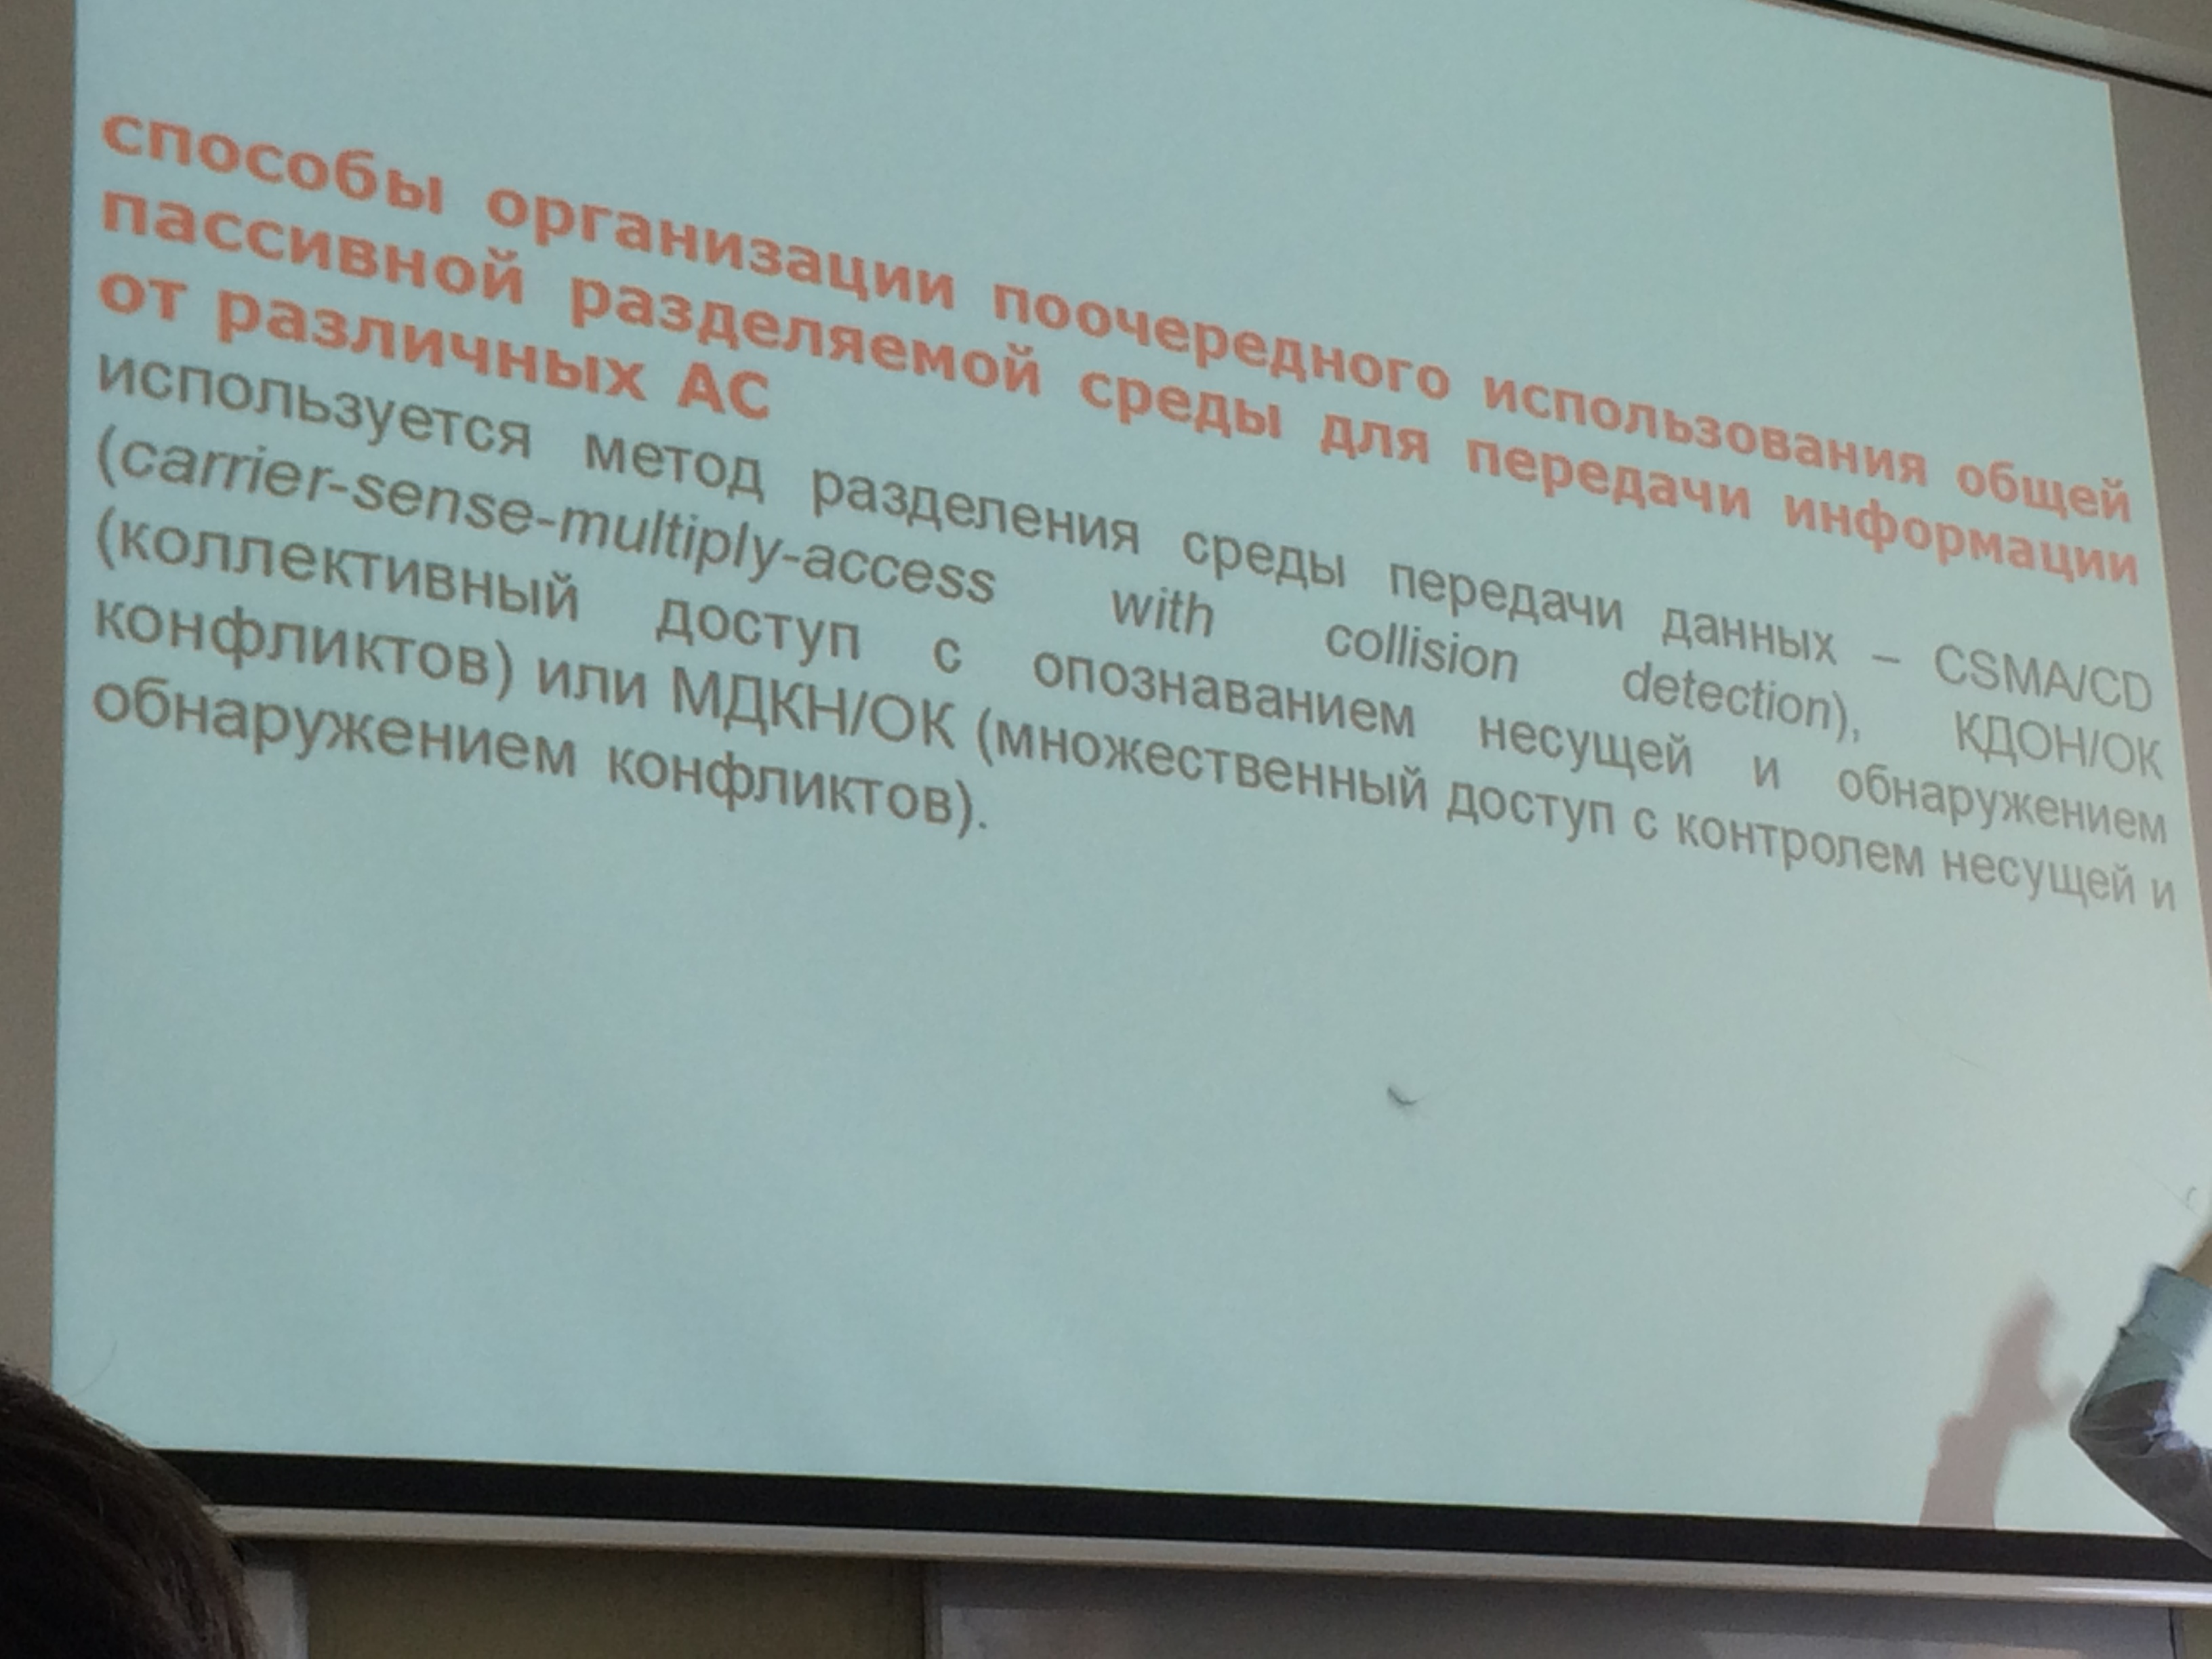 способы организации поочередного использования общей
пассивной разделяемой среды для передачи информации
от различных АС
используется метод разделения среды передачи данных – CSMA/CD
(carrier-sense-multiply-access with collision detection), КДОН/ОК
(коллективный доступ с опознаванием несущей и обнаружением
конфликтов) или МДКН/ОК (множественный доступ с контролем несущей и
обнаружением конфликтов).